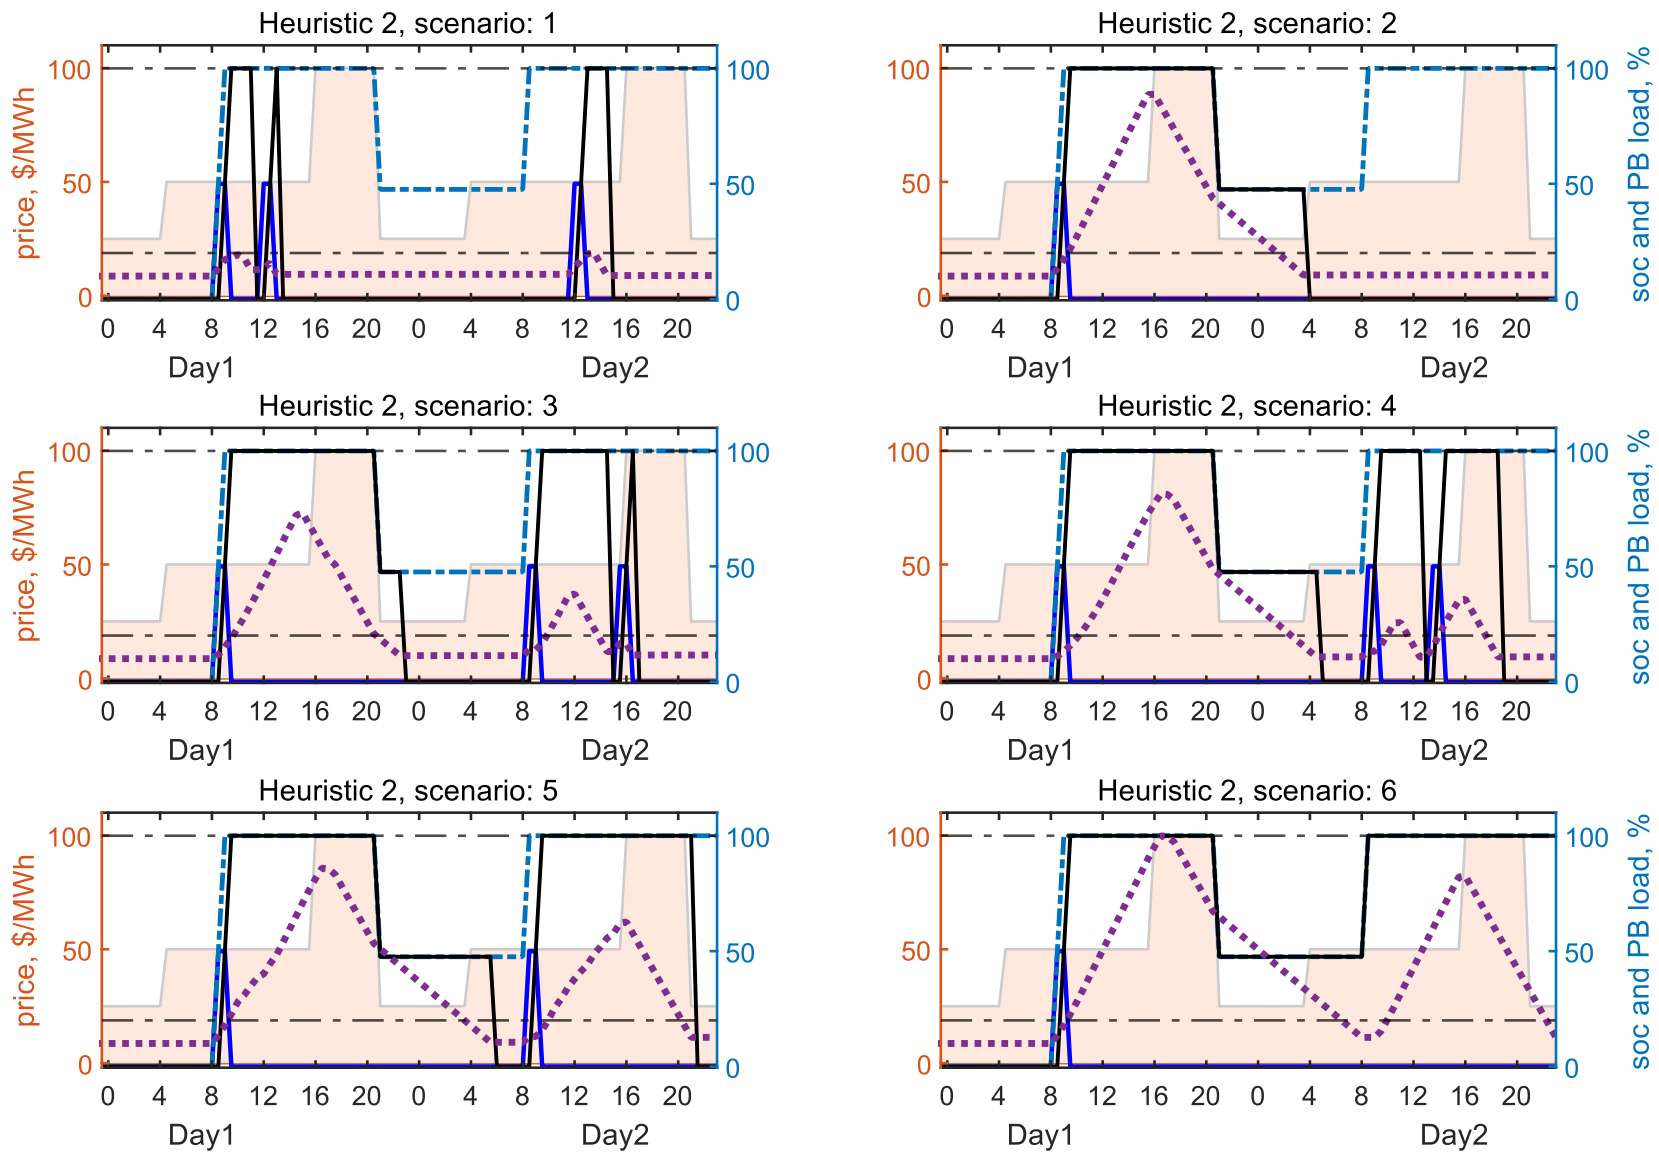 Heuristic 2, scenario: 1
Heuristic 2, scenario: 2
price, $/MWh
100
50
0
100
50
0
100
50
0
100
50
0
soc and PB load, %
0 4 8 12 16 20 0 4 8 12 16 20
0 4 8 12 16 20 0 4 8 12 16 20
Day1 Day2
Day1 Day2
Heuristic 2, scenario: 3
Heuristic 2, scenario: 4
price, $/MWh
100
50
0
100
50
0
100
50
0
100
50
0
soc and PB load, %
0 4 8 12 16 20 0 4 8 12 16 20
0 4 8 12 16 20 0 4 8 12 16 20
Day1 Day2
Day1 Day2
Heuristic 2, scenario: 5
Heuristic 2, scenario: 6
price, $/MWh
100
50
0
100
50
0
100
50
0
100
50
0
soc and PB load, %
0 4 8 12 16 20 0 4 8 12 16 20
0 4 8 12 16 20 0 4 8 12 16 20
Day1 Day2
Day1 Day2